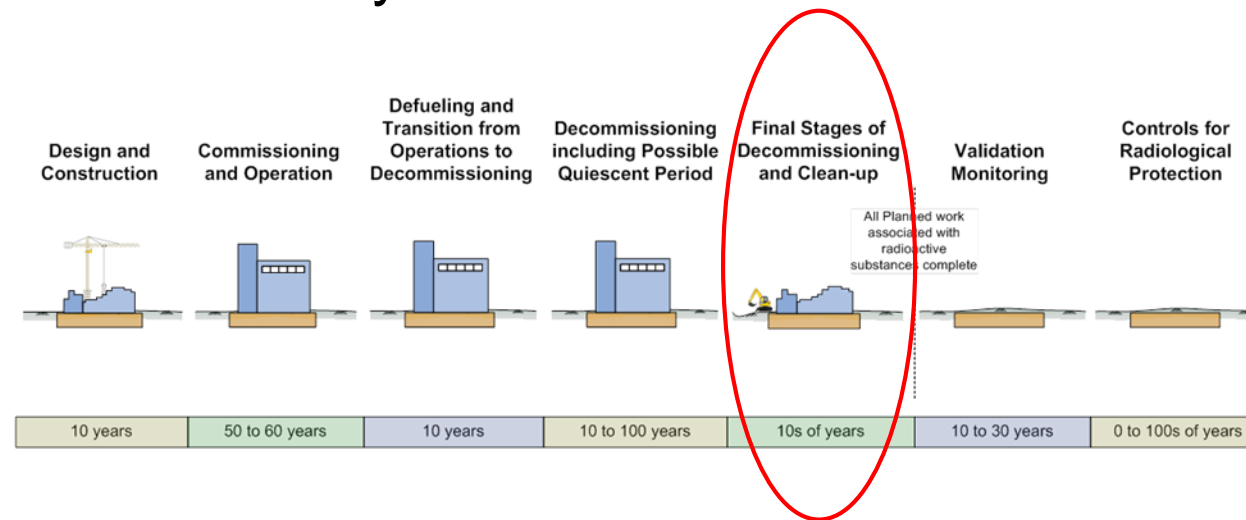 Design and
Construction
Commissioning
and Operation
Defueling and
Transition from
Operations to
Decommissioning
Decommissioning
including Possible
Quiescent Period
Final Stages of
Decommissioning
and Clean-up
Validation
Monitoring
Controls for
Radiological
Protection
All Planned work
associated with
radioactive
substances complete
10 years
50 to 60 years
10 years
10 to 100 years
10s of years
10 to 30 years
0 to 100s of years